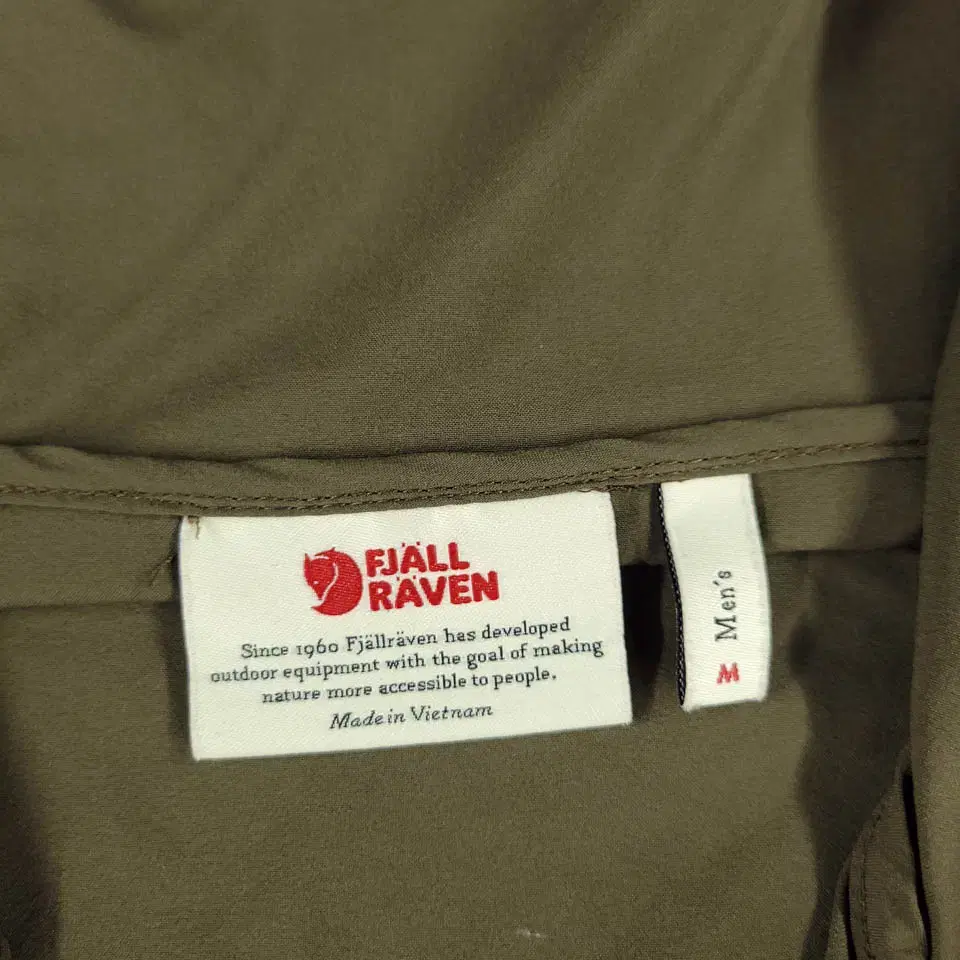 FJÄLL
RÄVEN
Since 1960 Fjällräven has developed
outdoor equipment with the goal of making
nature more accessible to people.
Made in Vietnam
Men's
M